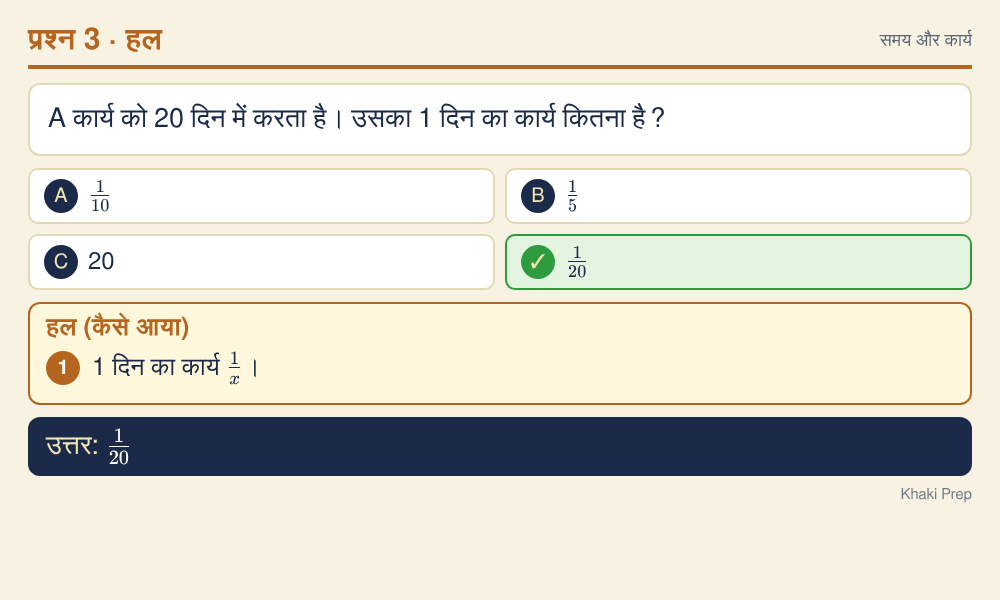 प्रश्न 3 · हल
समय और कार्य
A कार्य को 20 दिन में करता है। उसका 1 दिन का कार्य कितना है?
A 1/10
B 1/5
C 20
✓ 1/20
हल (कैसे आया)
1 1 दिन का कार्य 1/x ।
उत्तर: 1/20
Khaki Prep